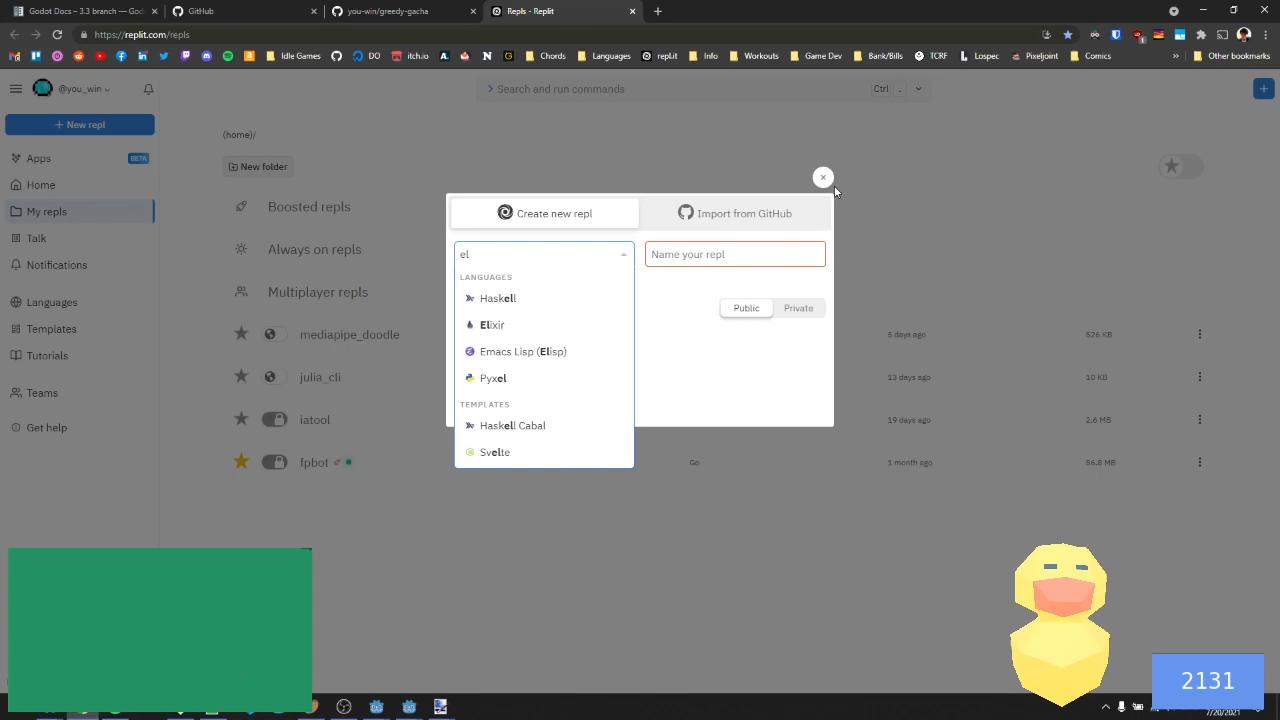 Godot Docs – 3.3 branch —
GitHub
you-win/greedy-gacha
Repls - Replit
https://replit.com/repls
Idle Games
DO
itch.io
Chords
Languages
repl.it
Info
Workouts
Game Dev
Bank/Bills
TCRF
Lospec
Pixeljoint
Comics
Other bookmarks
@you_win
Search and run commands
Ctrl
.
+ New repl
(home)/
Apps
BETA
New folder
Home
My repls
Boosted repls
Create new repl
Import from GitHub
Talk
Always on repls
el
Name your repl
Notifications
LANGUAGES
Multiplayer repls
Haskell
Languages
Public
Private
Elixir
Templates
mediapipe_doodle
5 days ago
526 KB
Emacs Lisp (Elisp)
Tutorials
julia_cli
Pyxel
13 days ago
10 KB
Teams
TEMPLATES
iatool
Haskell Cabal
19 days ago
2.6 MB
Get help
Svelte
fpbot
Go
1 month ago
56.8 MB
2131
7/20/2021